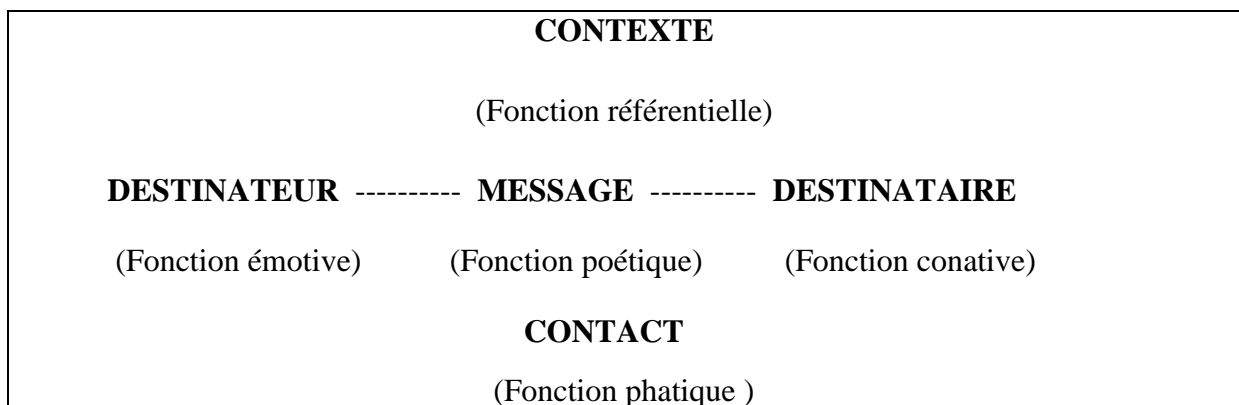 CONTEXTE
(Fonction référentielle)
DESTINATEUR ---------- MESSAGE ---------- DESTINATAIRE
(Fonction émotive) (Fonction poétique) (Fonction conative)
CONTACT
(Fonction phatique )